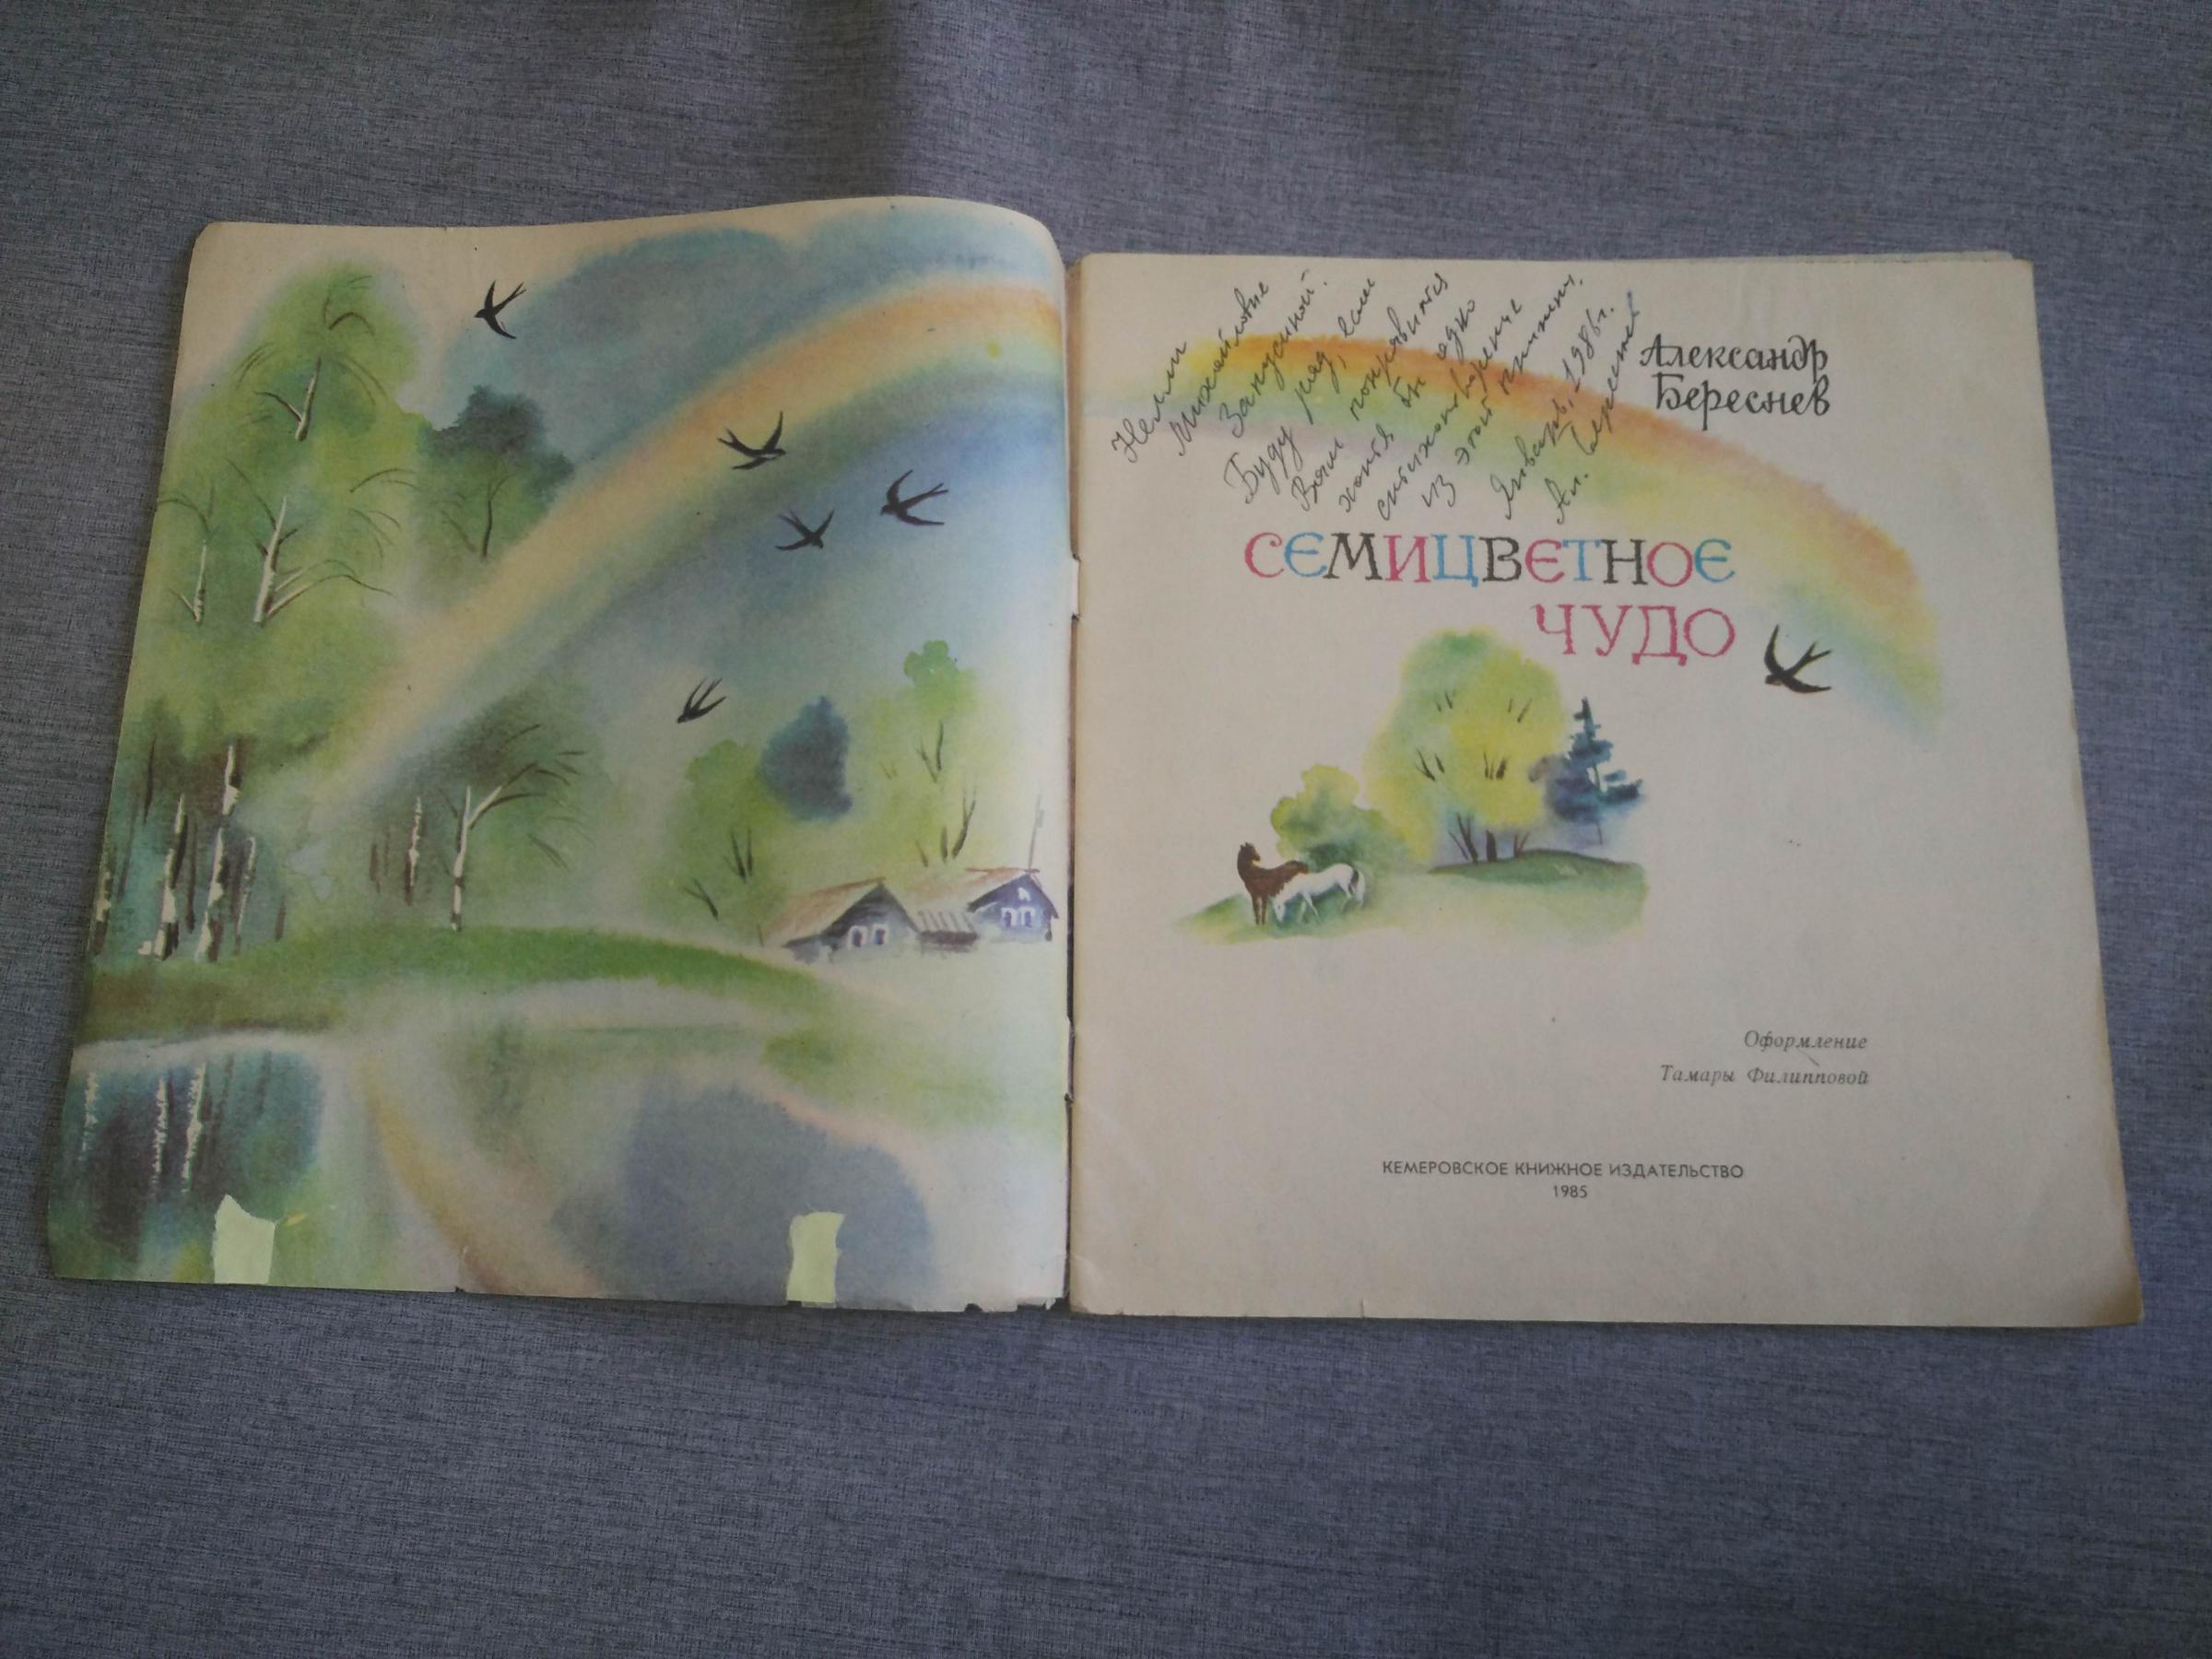 Нелли
Михайловне
Закусиной.
Буду рад, если
Вам понравится
хотя бы одно
стихотворение
из этой книжки.
Январь, 1986 г.
Ал. Береснев
Александр
Береснев
СЕМИЦВЕТНОЕ
ЧУДО
Оформление
Тамары Филипповой
КЕМЕРОВСКОЕ КНИЖНОЕ ИЗДАТЕЛЬСТВО
1985